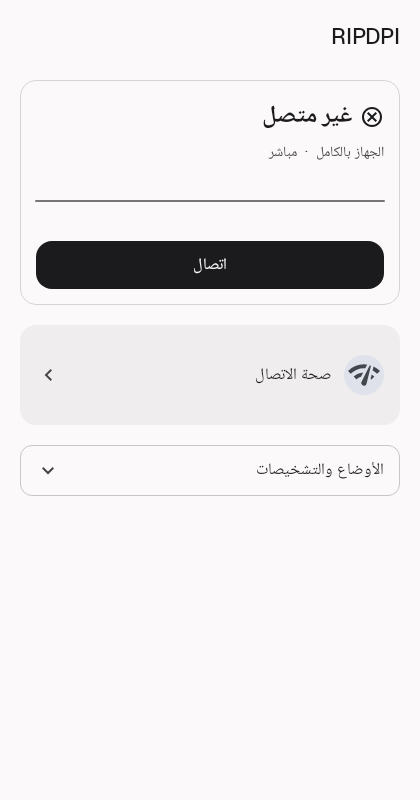 RIPDPI
غير متصل
الجهاز بالكامل · مباشر
اتصال
صحة الاتصال
الأوضاع والتشخيصات